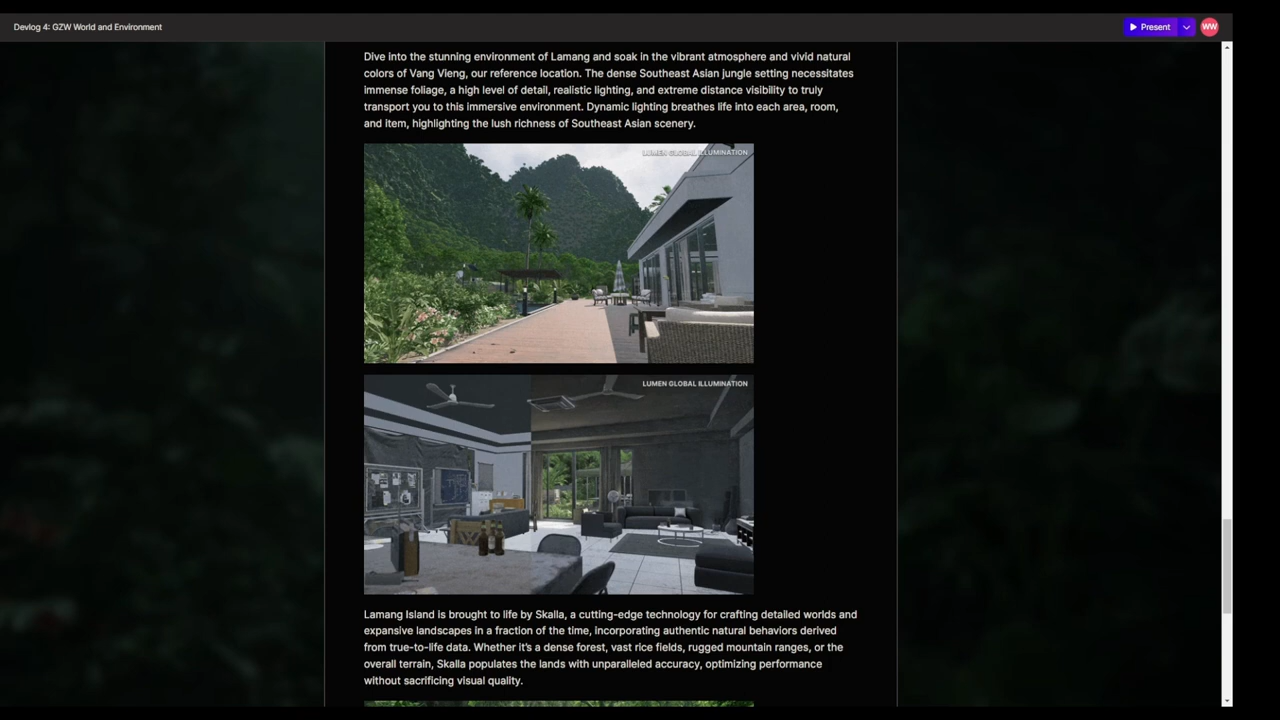 Devlog 4: GZW World and Environment
Present
WW
Dive into the stunning environment of Lamang and soak in the vibrant atmosphere and vivid natural
colors of Vang Vieng, our reference location. The dense Southeast Asian jungle setting necessitates
immense foliage, a high level of detail, realistic lighting, and extreme distance visibility to truly
transport you to this immersive environment. Dynamic lighting breathes life into each area, room,
and item, highlighting the lush richness of Southeast Asian scenery.
LUMEN GLOBAL ILLUMINATION
LUMEN GLOBAL ILLUMINATION
Lamang Island is brought to life by Skalla, a cutting-edge technology for crafting detailed worlds and
expansive landscapes in a fraction of the time, incorporating authentic natural behaviors derived
from true-to-life data. Whether it's a dense forest, vast rice fields, rugged mountain ranges, or the
overall terrain, Skalla populates the lands with unparalleled accuracy, optimizing performance
without sacrificing visual quality.